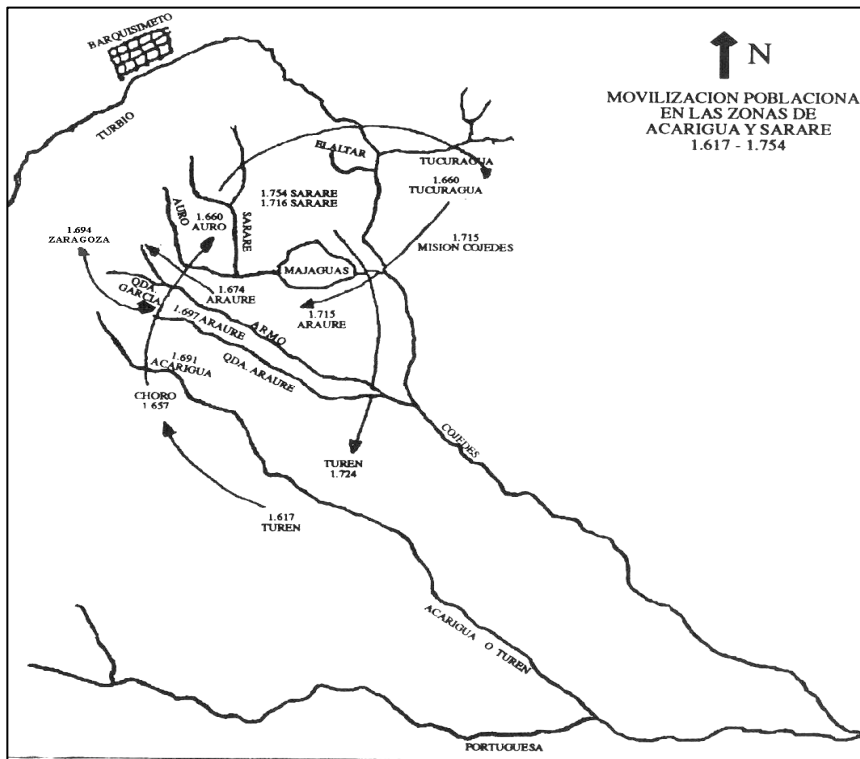 N
MOVILIZACION POBLACIONA
EN LAS ZONAS DE
ACARIGUA Y SARARE
1.617 - 1.754
BARQUISIMETO
TURBIO
EL ALTAR
TUCURAGUA
1.660
TUCURAGUA
1.754 SARARE
1.716 SARARE
AURO
1.660
AURO
SARARE
1.694
ZARAGOZA
1.715
MISION COJEDES
MAJAGUAS
QDA.
GARCIA
1.674
ARAURE
1.715
ARAURE
1.697 ARAURE
ARMO
QDA. ARAURE
1.691
ACARIGUA
CHORO
1.657
COJEDES
TUREN
1.724
1.617
TUREN
ACARIGUA O TUREN
PORTUGUESA